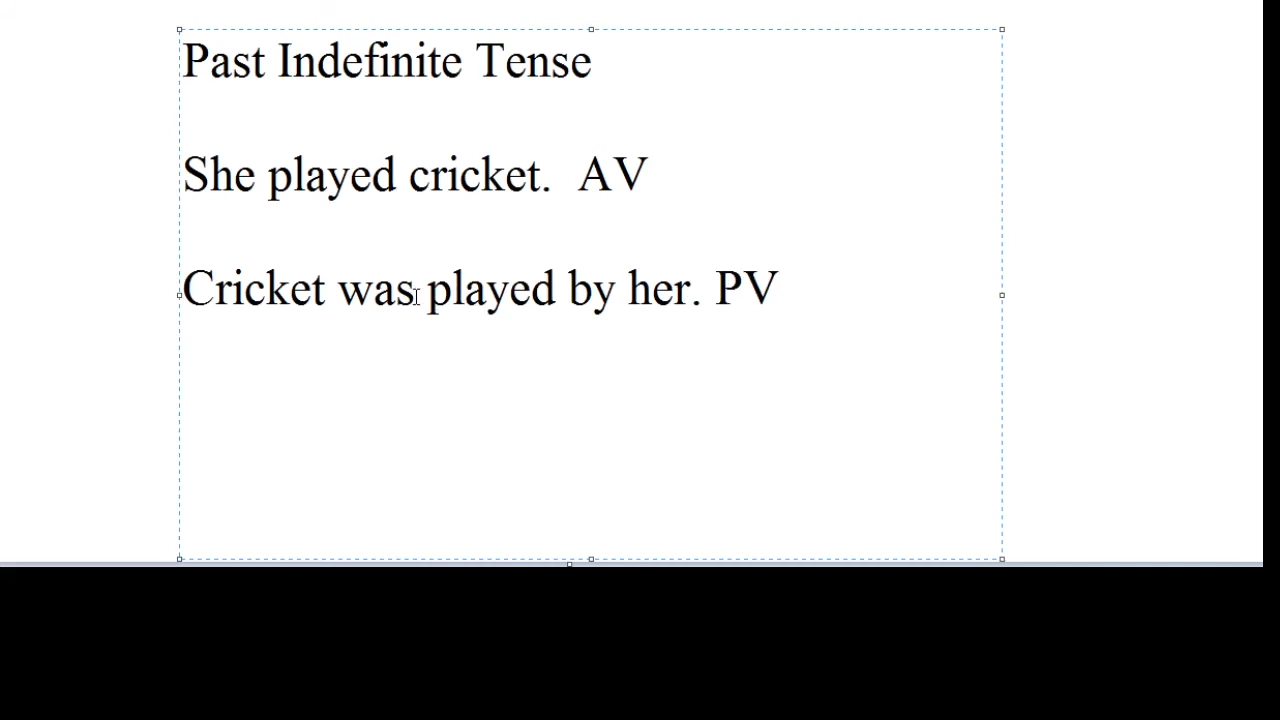 Past Indefinite Tense
She played cricket. AV
Cricket was played by her. PV